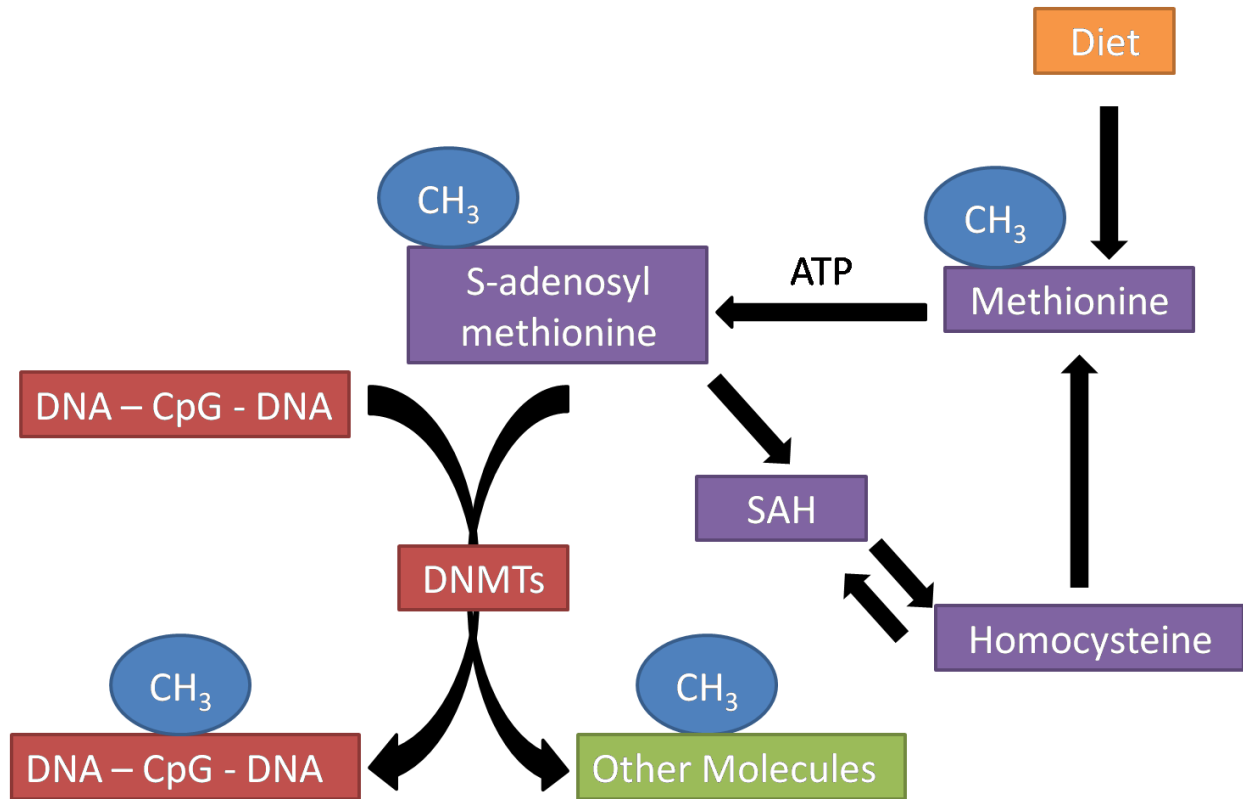 Diet
CH₃
CH₃
S-adenosyl
methionine
ATP
Methionine
DNA – CpG - DNA
SAH
DNMTs
Homocysteine
CH₃
CH₃
DNA – CpG - DNA
Other Molecules